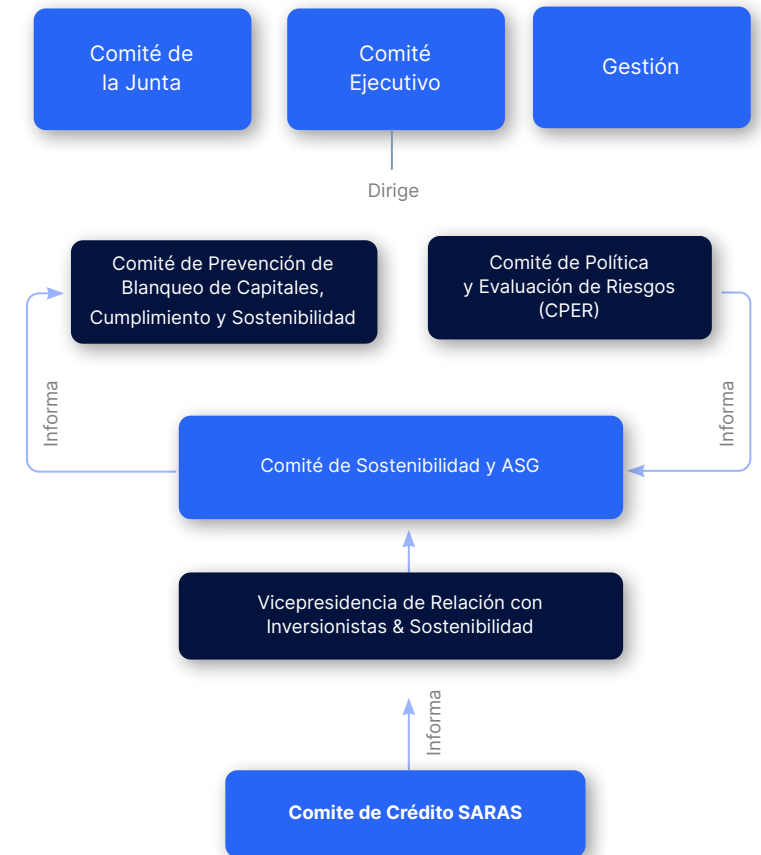 Comité de
la Junta
Comité
Ejecutivo
Gestión
Dirige
Comité de Prevención de
Blanqueo de Capitales,
Cumplimiento y Sostenibilidad
Comité de Política
y Evaluación de Riesgos
(CPER)
Informa
Informa
Comité de Sostenibilidad y ASG
Vicepresidencia de Relación con
Inversionistas & Sostenibilidad
Informa
Comite de Crédito SARAS